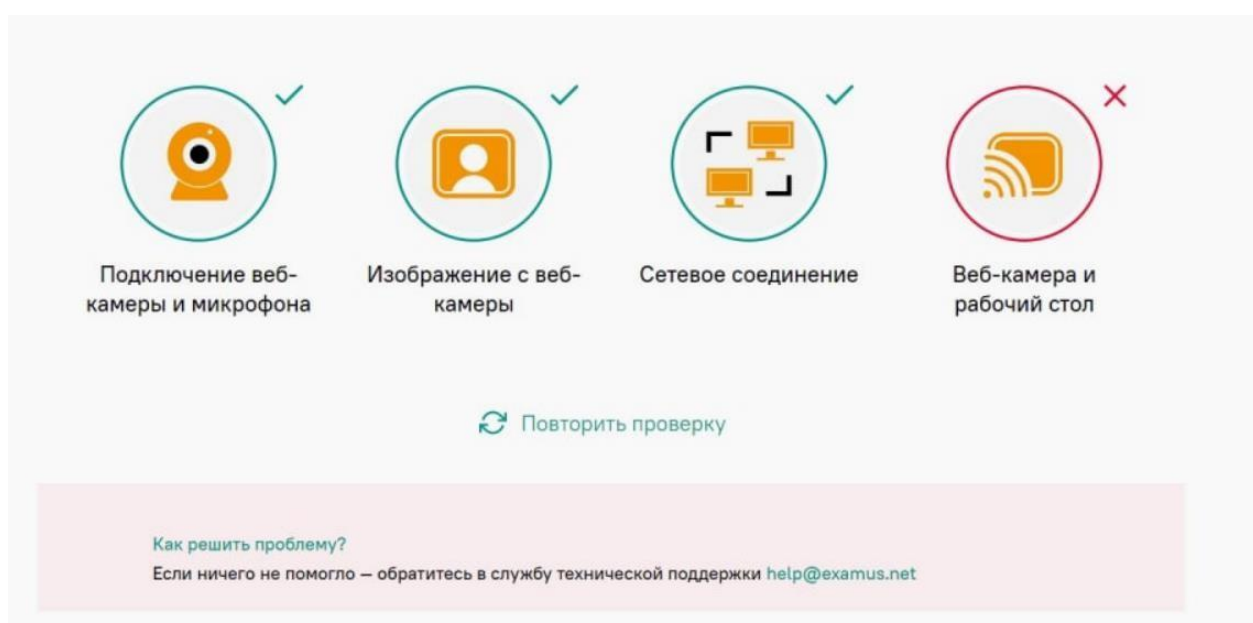 Подключение веб-
камеры и микрофона
Изображение с веб-
камеры
Сетевое соединение
Веб-камера и
рабочий стол
Повторить проверку
Как решить проблему?
Если ничего не помогло — обратитесь в службу технической поддержки help@examus.net